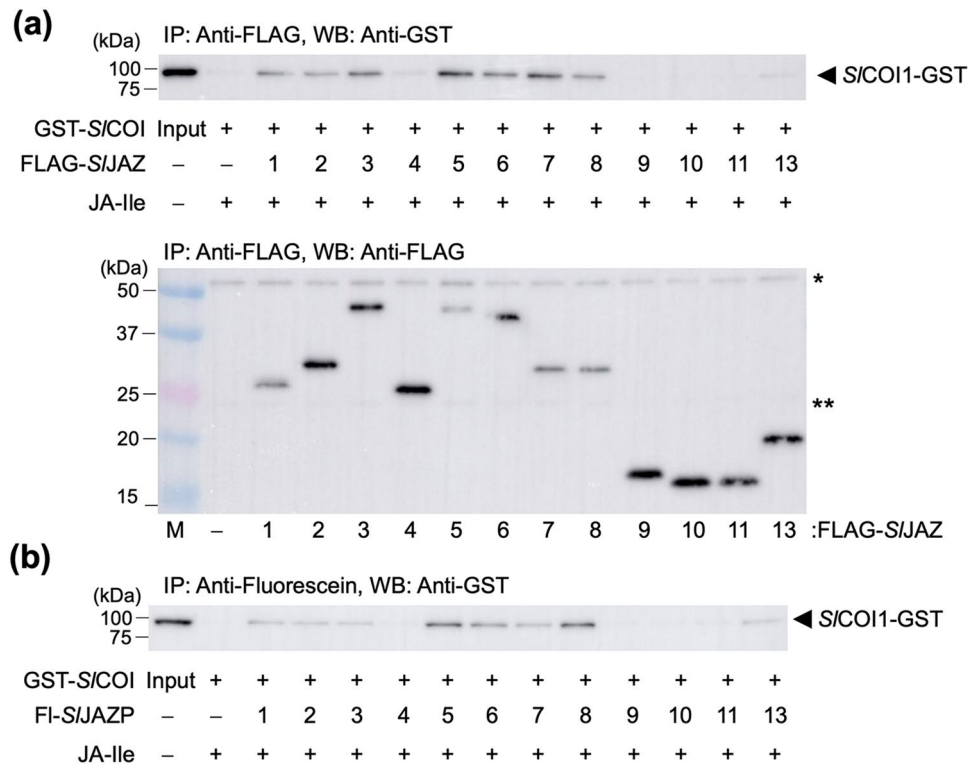 (a)
IP: Anti-FLAG, WB: Anti-GST
(kDa)
100
75
◄ SlCOI1-GST
GST-SlCOI Input + + + + + + + + + + + + +
FLAG-SlJAZ – – 1 2 3 4 5 6 7 8 9 10 11 13
JA-Ile – + + + + + + + + + + + + +
IP: Anti-FLAG, WB: Anti-FLAG
(kDa)
50
*
37
25
**
20
15
M – 1 2 3 4 5 6 7 8 9 10 11 13 :FLAG-SlJAZ
(b)
IP: Anti-Fluorescein, WB: Anti-GST
(kDa)
100
75
◄ SlCOI1-GST
GST-SlCOI Input + + + + + + + + + + + + +
Fl-SlJAZP – – 1 2 3 4 5 6 7 8 9 10 11 13
JA-Ile – + + + + + + + + + + + + +